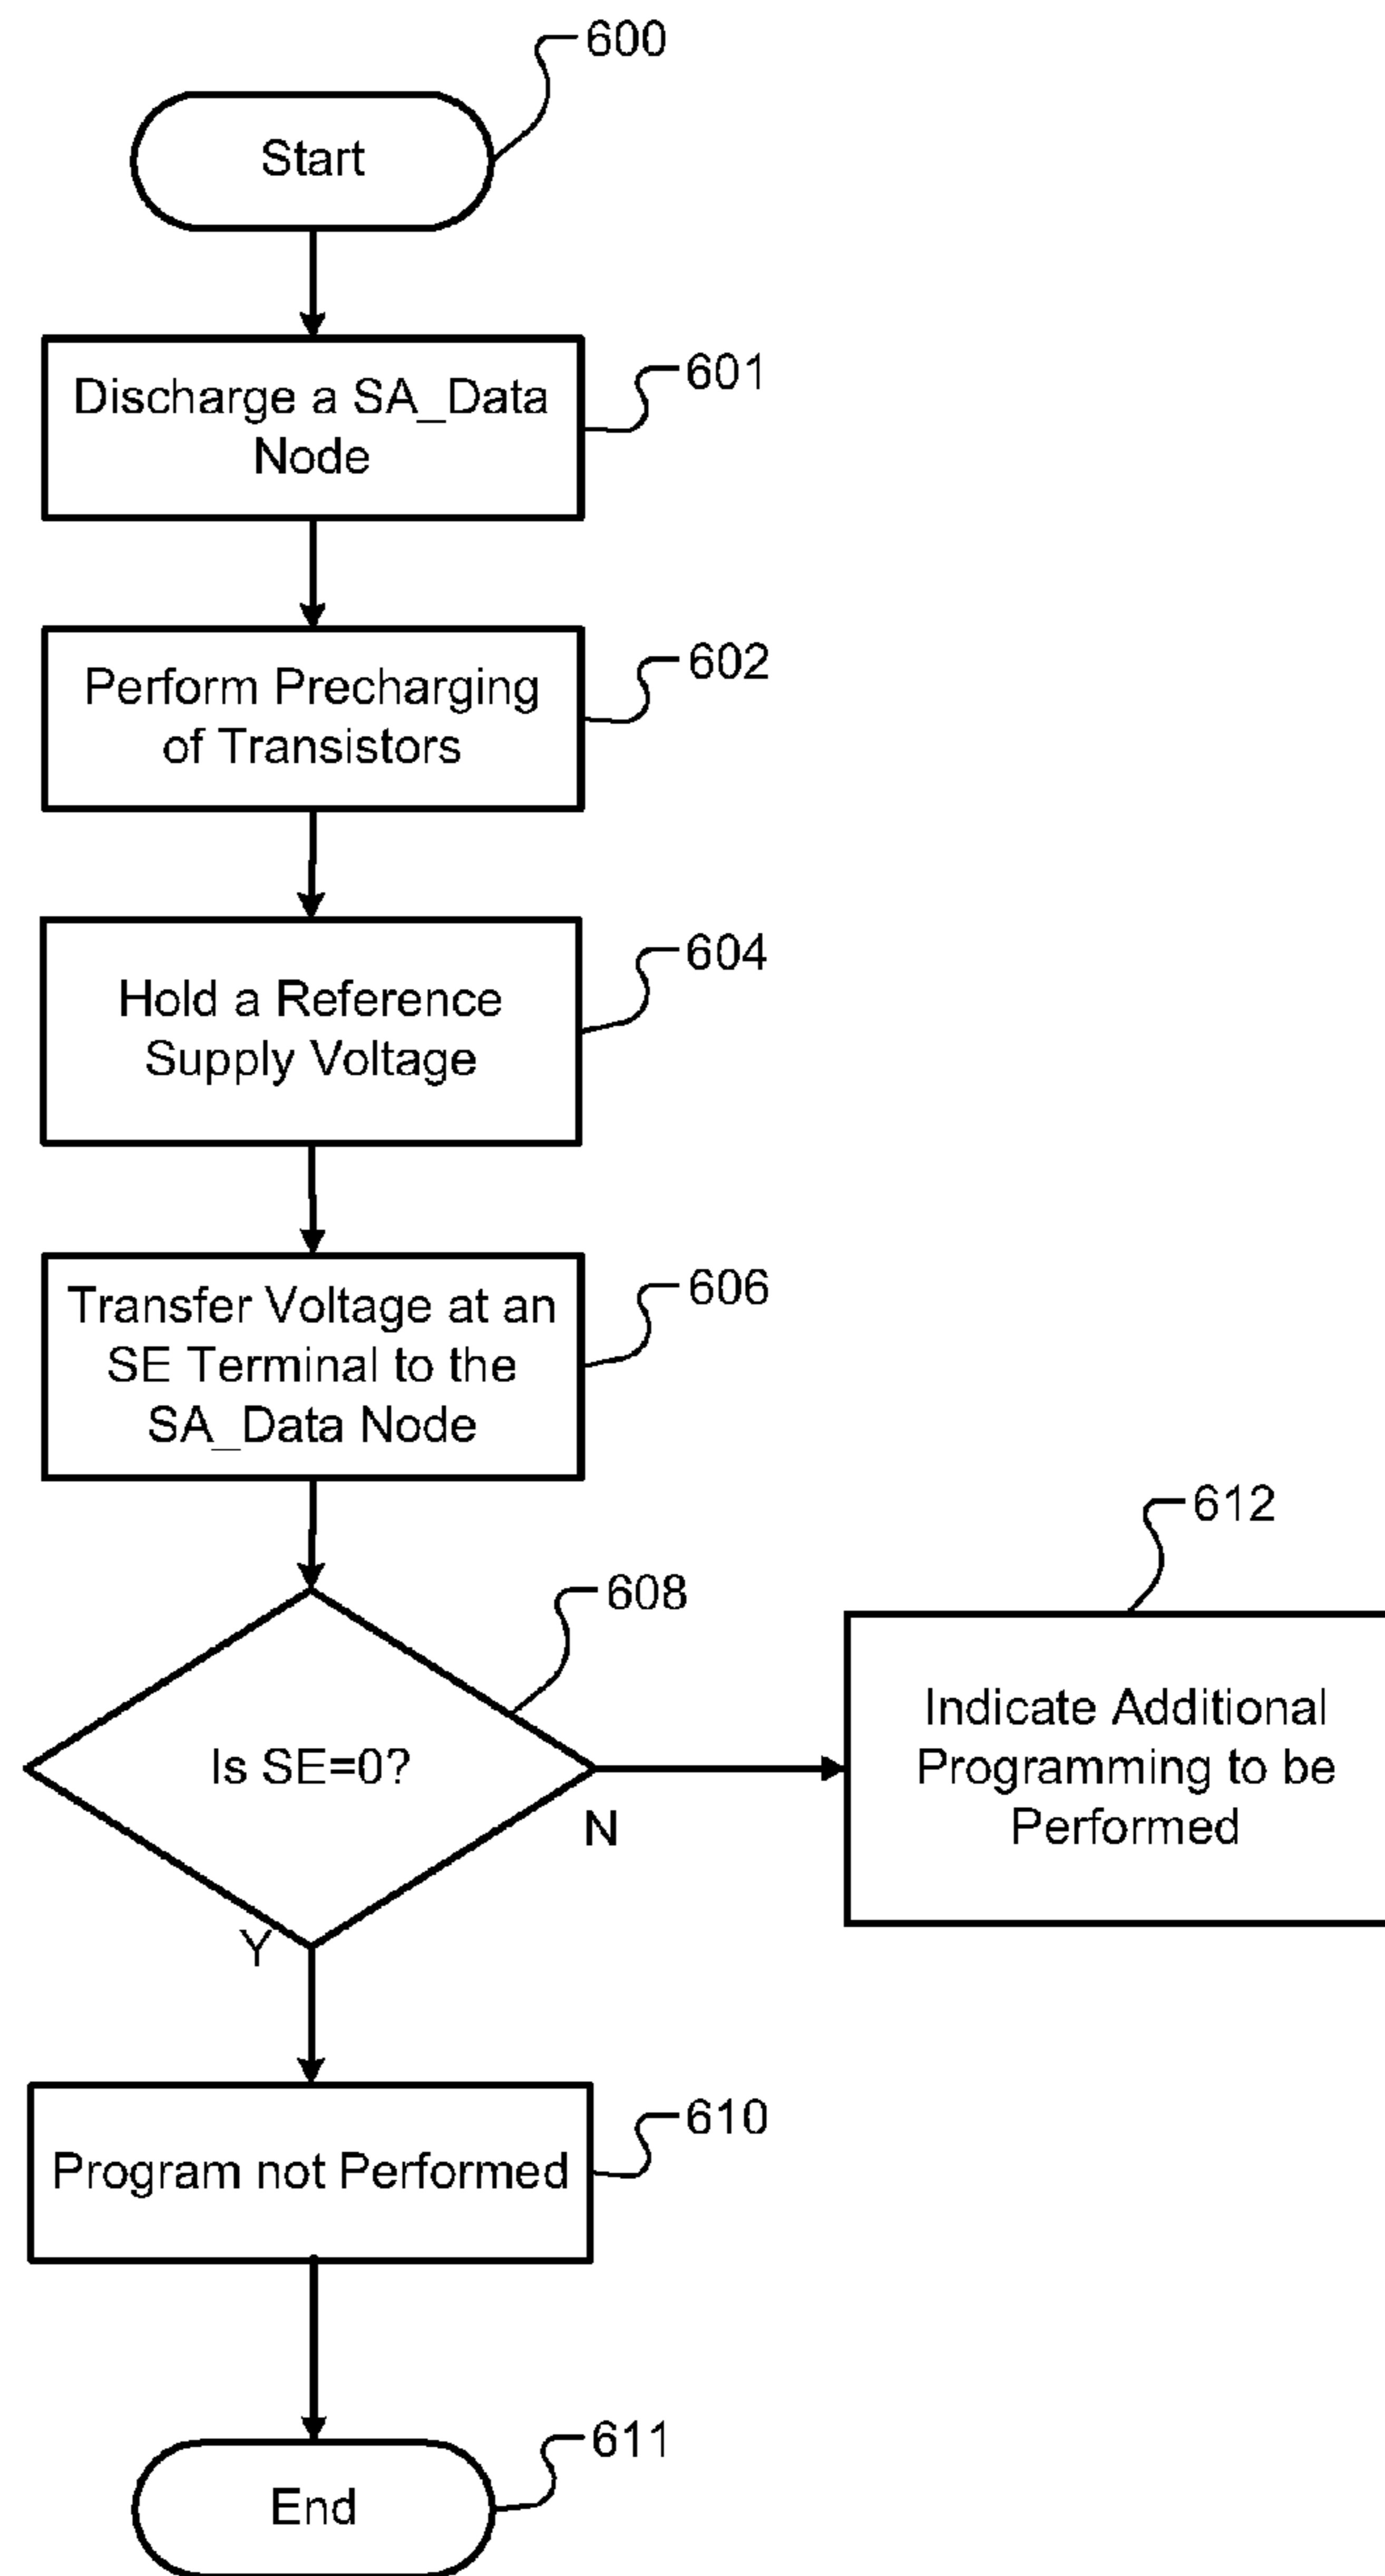 600
Start
601
Discharge a SA_Data
Node
602
Perform Precharging
of Transistors
604
Hold a Reference
Supply Voltage
606
Transfer Voltage at an
SE Terminal to the
SA_Data Node
608
Is SE=0?
N
Y
612
Indicate Additional
Programming to be
Performed
610
Program not Performed
611
End